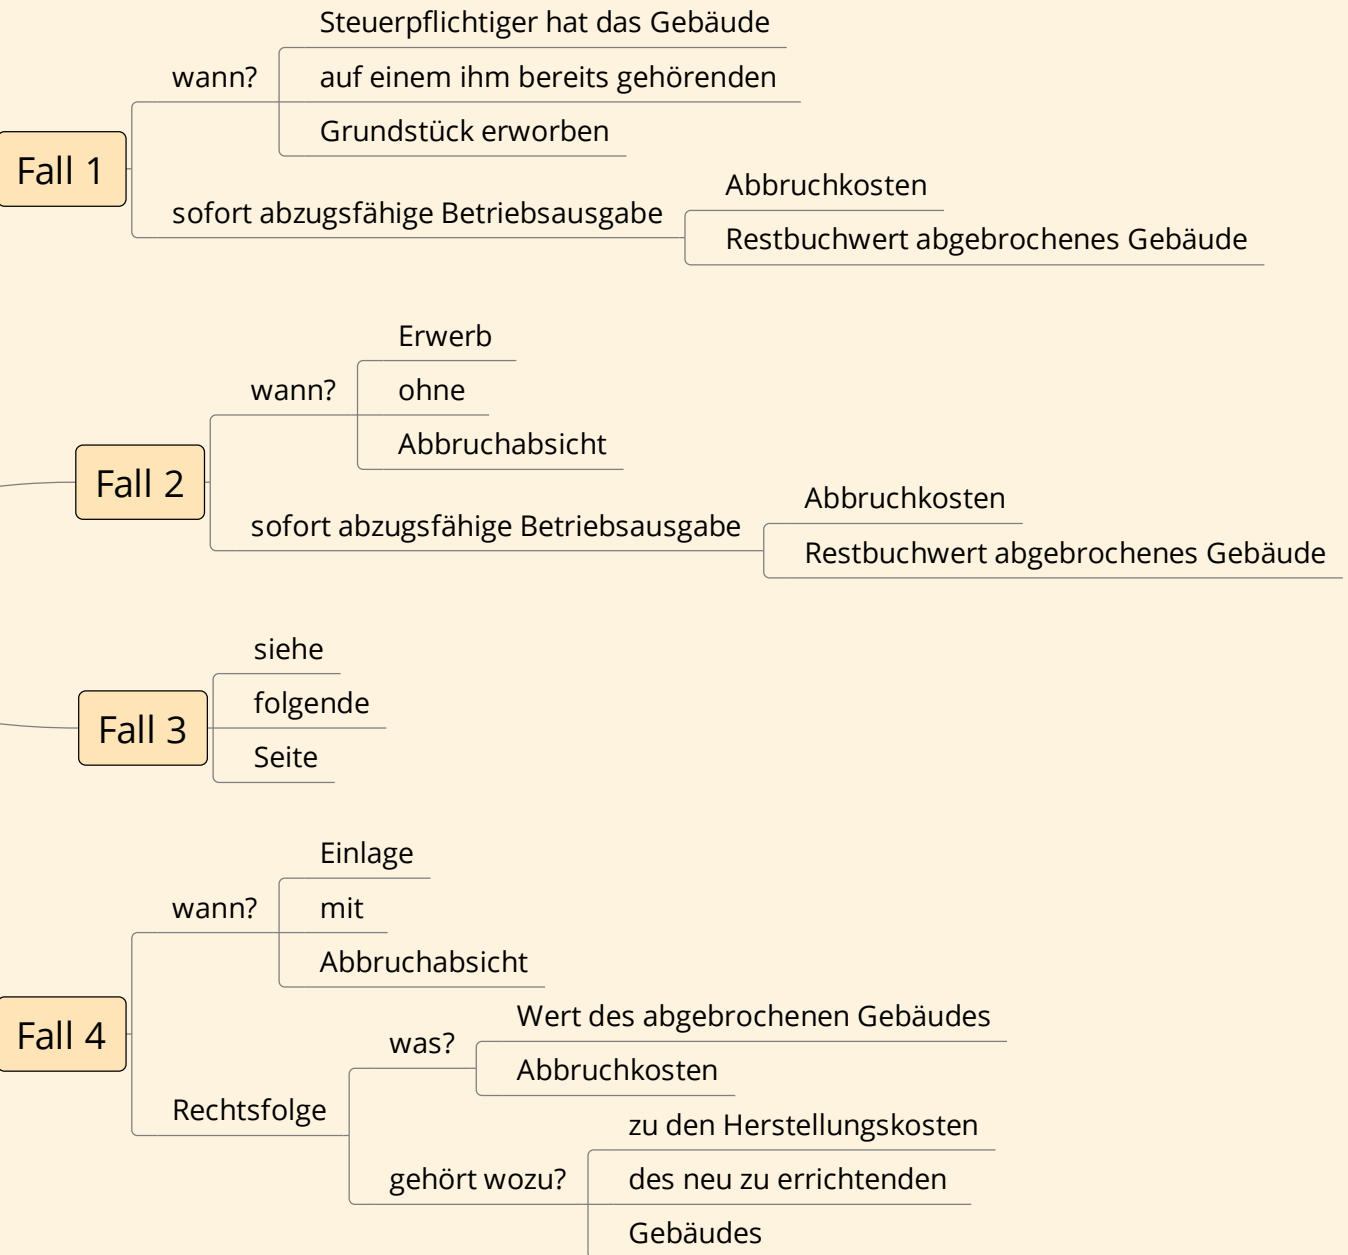 Steuerpflichtiger hat das Gebäude
wann?
auf einem ihm bereits gehörenden
Grundstück erworben
Fall 1
Abbruchkosten
sofort abzugsfähige Betriebsausgabe
Restbuchwert abgebrochenes Gebäude
Erwerb
wann?
ohne
Abbruchabsicht
Fall 2
Abbruchkosten
sofort abzugsfähige Betriebsausgabe
Restbuchwert abgebrochenes Gebäude
siehe
folgende
Fall 3
Seite
Einlage
wann?
mit
Abbruchabsicht
Fall 4
Wert des abgebrochenen Gebäudes
was?
Abbruchkosten
Rechtsfolge
zu den Herstellungskosten
gehört wozu?
des neu zu errichtenden
Gebäudes